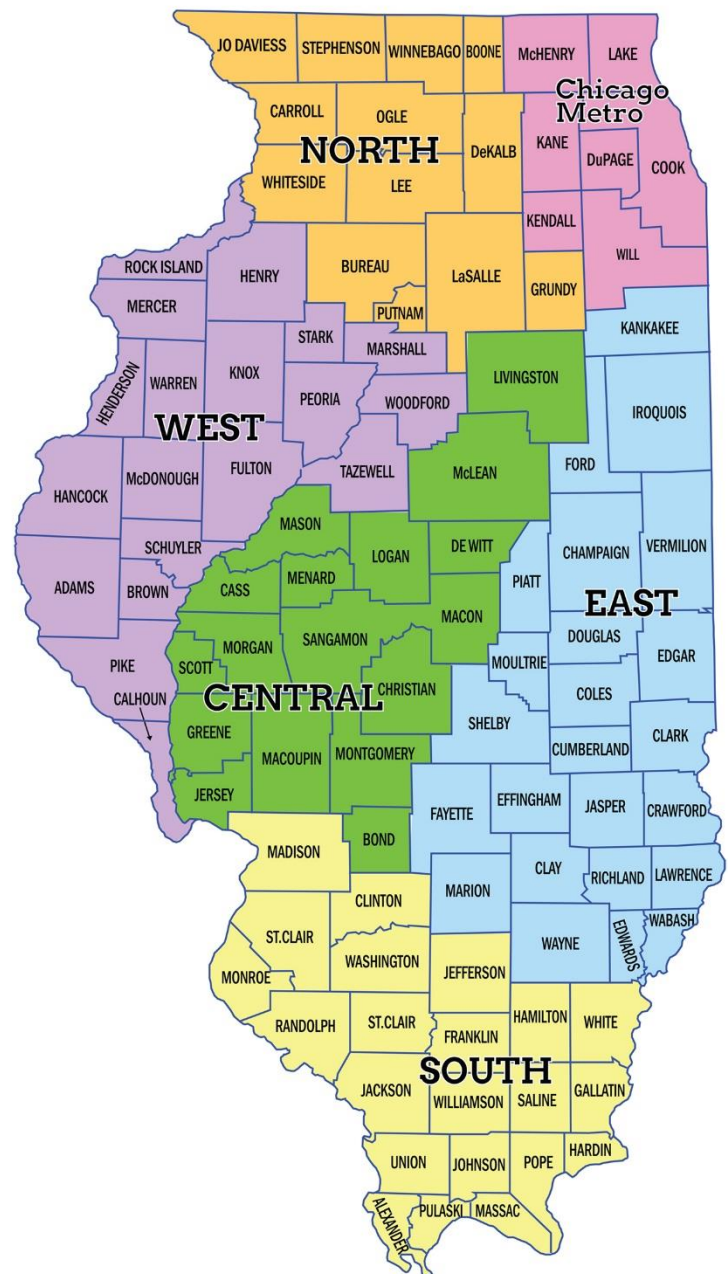 JO DAVIESS
STEPHENSON
WINNEBAGO
BOONE
McHENRY
LAKE
Chicago
Metro
CARROLL
OGLE
DeKALB
KANE
DuPAGE
COOK
NORTH
WHITESIDE
LEE
KENDALL
WILL
ROCK ISLAND
HENRY
BUREAU
LaSALLE
GRUNDY
MERCER
PUTNAM
KANKAKEE
STARK
MARSHALL
HENDERSON
WARREN
KNOX
PEORIA
WOODFORD
LIVINGSTON
IROQUOIS
WEST
FORD
HANCOCK
McDONOUGH
FULTON
TAZEWELL
McLEAN
MASON
SCHUYLER
LOGAN
DE WITT
CHAMPAIGN
VERMILION
ADAMS
BROWN
CASS
MENARD
PIATT
EAST
MACON
DOUGLAS
MORGAN
SANGAMON
EDGAR
PIKE
SCOTT
MOULTRIE
CALHOUN
CENTRAL
CHRISTIAN
COLES
GREENE
SHELBY
CLARK
MACOUPIN
MONTGOMERY
CUMBERLAND
JERSEY
FAYETTE
EFFINGHAM
JASPER
CRAWFORD
MADISON
BOND
CLAY
RICHLAND
LAWRENCE
CLINTON
MARION
WABASH
ST.CLAIR
WAYNE
EDWARDS
WASHINGTON
JEFFERSON
MONROE
RANDOLPH
ST.CLAIR
HAMILTON
WHITE
FRANKLIN
SOUTH
JACKSON
WILLIAMSON
SALINE
GALLATIN
UNION
JOHNSON
POPE
HARDIN
ALEXANDER
PULASKI
MASSAC